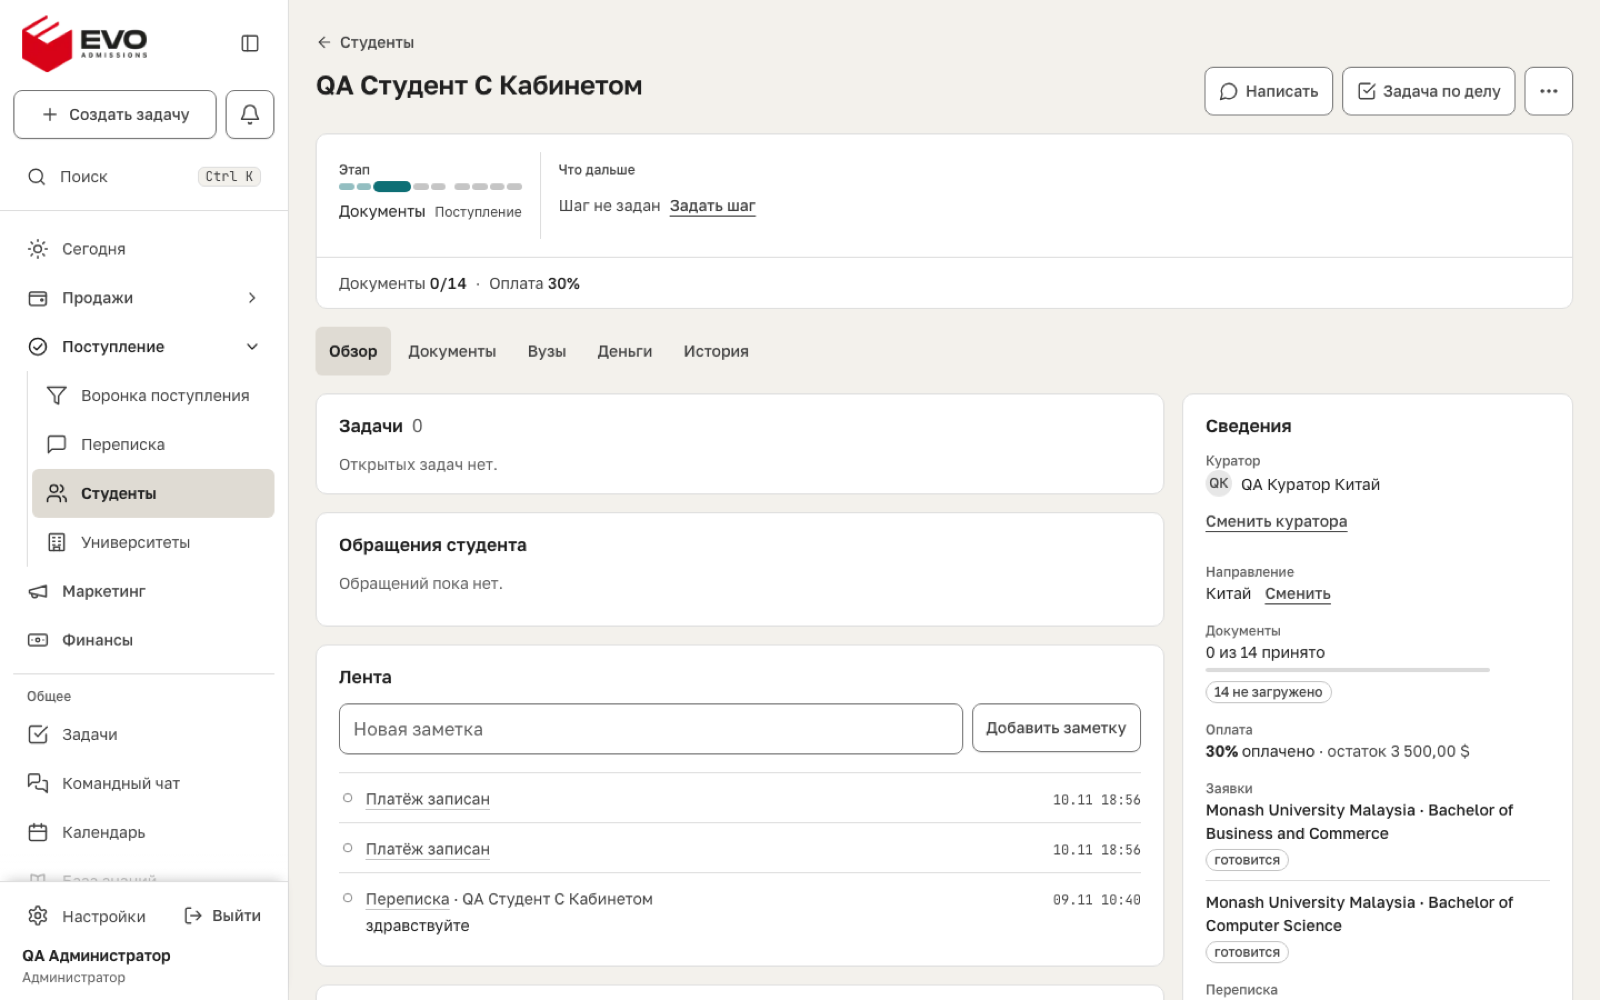 EVO
ADMISSIONS
Создать задачу
Поиск
Ctrl K
Сегодня
Продажи
Поступление
Воронка поступления
Переписка
Студенты
Университеты
Маркетинг
Финансы
Общее
Задачи
Командный чат
Календарь
База знаний
Настройки
Выйти
QA Администратор
Администратор
Студенты
QA Студент С Кабинетом
Написать
Задача по делу
Этап
Документы Поступление
Что дальше
Шаг не задан Задать шаг
Документы 0/14 · Оплата 30%
Обзор
Документы
Вузы
Деньги
История
Задачи 0
Открытых задач нет.
Обращения студента
Обращений пока нет.
Лента
Новая заметка
Добавить заметку
Платёж записан 10.11 18:56
Платёж записан 10.11 18:56
Переписка · QA Студент С Кабинетом 09.11 10:40
здравствуйте
Сведения
Куратор
QK QA Куратор Китай
Сменить куратора
Направление
Китай Сменить
Документы
0 из 14 принято
14 не загружено
Оплата
30% оплачено · остаток 3 500,00 $
Заявки
Monash University Malaysia · Bachelor of
Business and Commerce
готовится
Monash University Malaysia · Bachelor of
Computer Science
готовится
Переписка